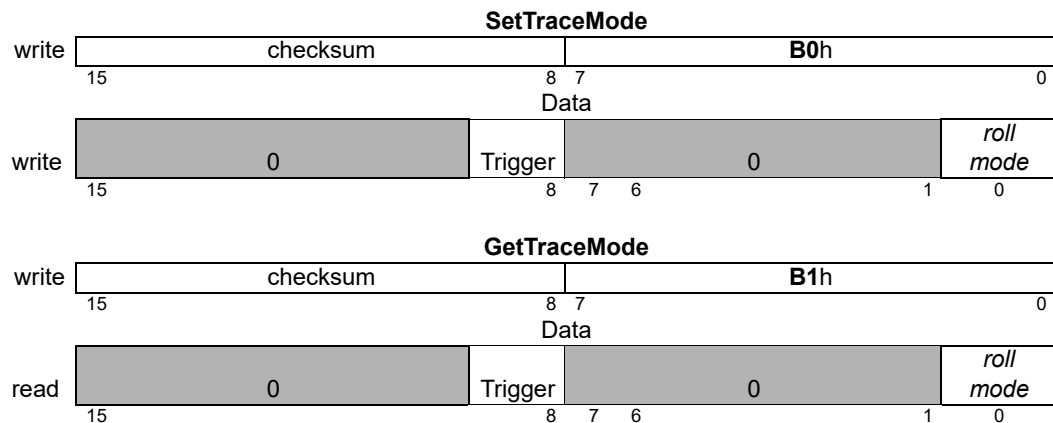 SetTraceMode
write checksum B0h
15 8 7 0
Data
write 0 Trigger 0 roll mode
15 8 7 6 1 0
GetTraceMode
write checksum B1h
15 8 7 0
Data
read 0 Trigger 0 roll mode
15 8 7 6 1 0